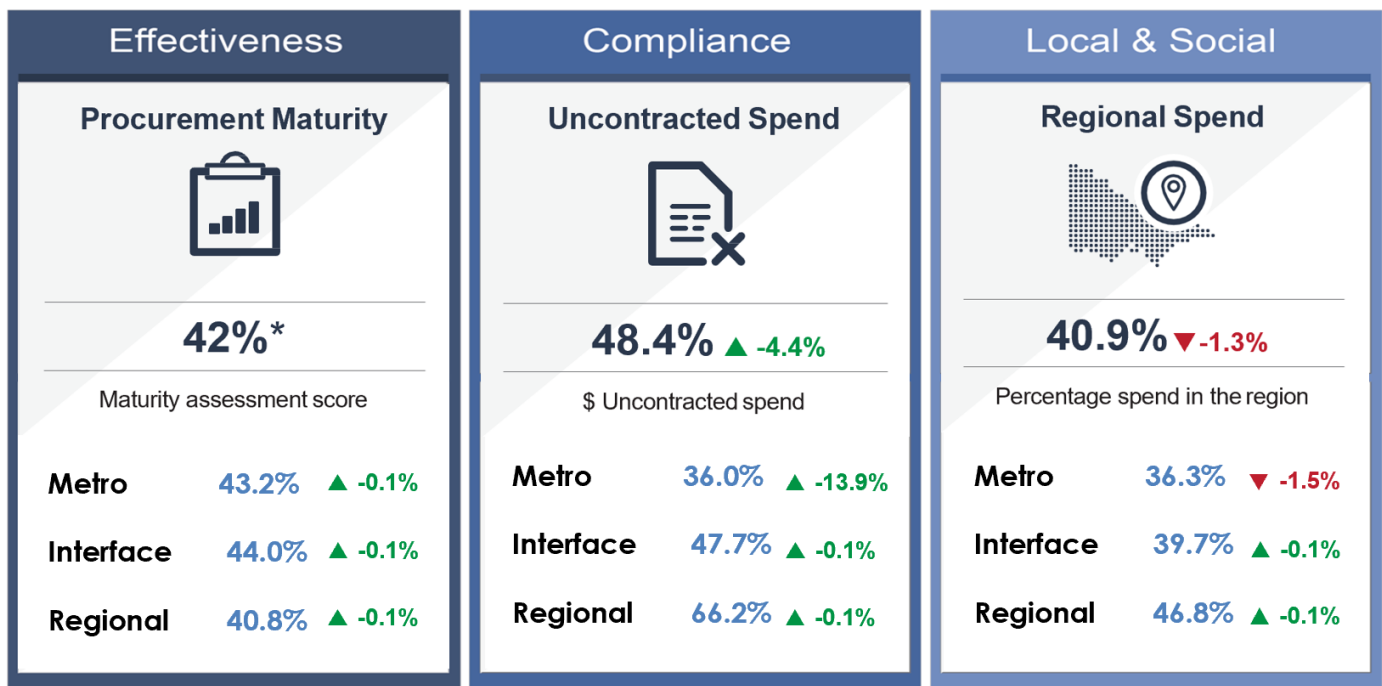 Effectiveness
Procurement Maturity
42%*
Maturity assessment score
Metro 43.2% ▲ -0.1%
Interface 44.0% ▲ -0.1%
Regional 40.8% ▲ -0.1%
Compliance
Uncontracted Spend
48.4% ▲ -4.4%
$ Uncontracted spend
Metro 36.0% ▲ -13.9%
Interface 47.7% ▲ -0.1%
Regional 66.2% ▲ -0.1%
Local & Social
Regional Spend
40.9% ▼ -1.3%
Percentage spend in the region
Metro 36.3% ▼ -1.5%
Interface 39.7% ▲ -0.1%
Regional 46.8% ▲ -0.1%